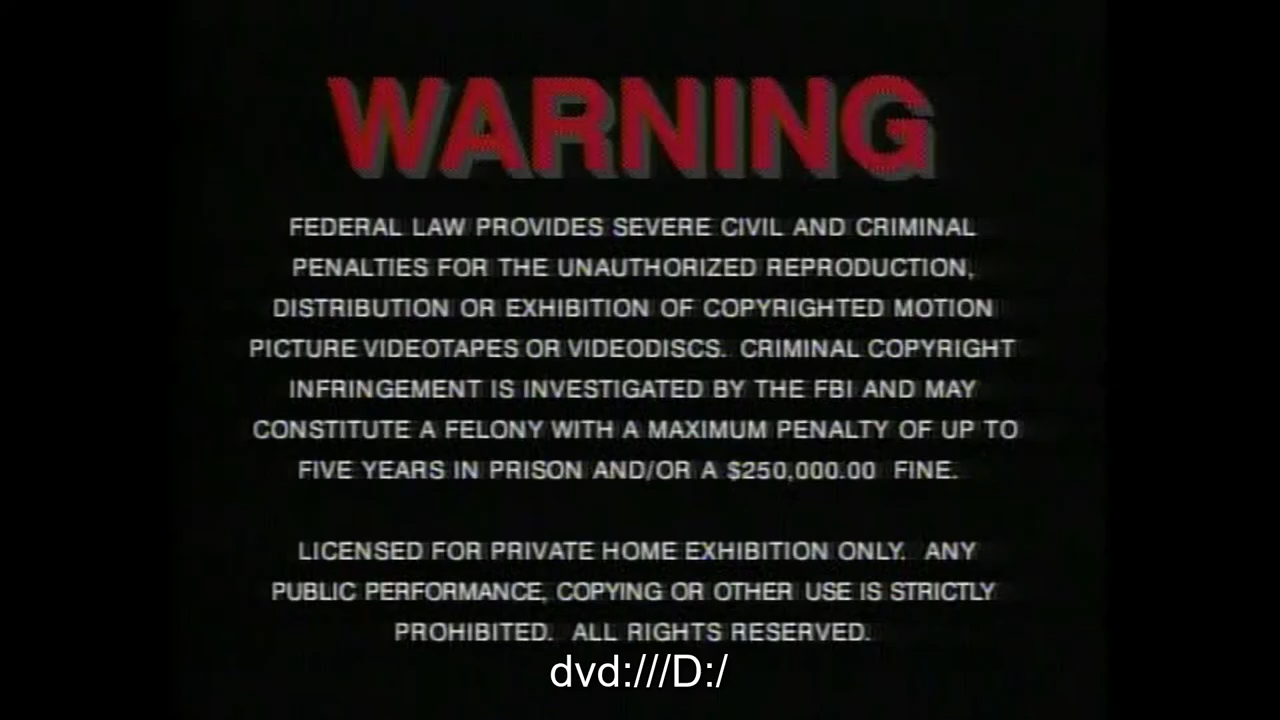 WARNING
FEDERAL LAW PROVIDES SEVERE CIVIL AND CRIMINAL
PENALTIES FOR THE UNAUTHORIZED REPRODUCTION,
DISTRIBUTION OR EXHIBITION OF COPYRIGHTED MOTION
PICTURE VIDEOTAPES OR VIDEODISCS. CRIMINAL COPYRIGHT
INFRINGEMENT IS INVESTIGATED BY THE FBI AND MAY
CONSTITUTE A FELONY WITH A MAXIMUM PENALTY OF UP TO
FIVE YEARS IN PRISON AND/OR A $250,000.00 FINE.
LICENSED FOR PRIVATE HOME EXHIBITION ONLY. ANY
PUBLIC PERFORMANCE, COPYING OR OTHER USE IS STRICTLY
PROHIBITED. ALL RIGHTS RESERVED.
dvd:///D:/